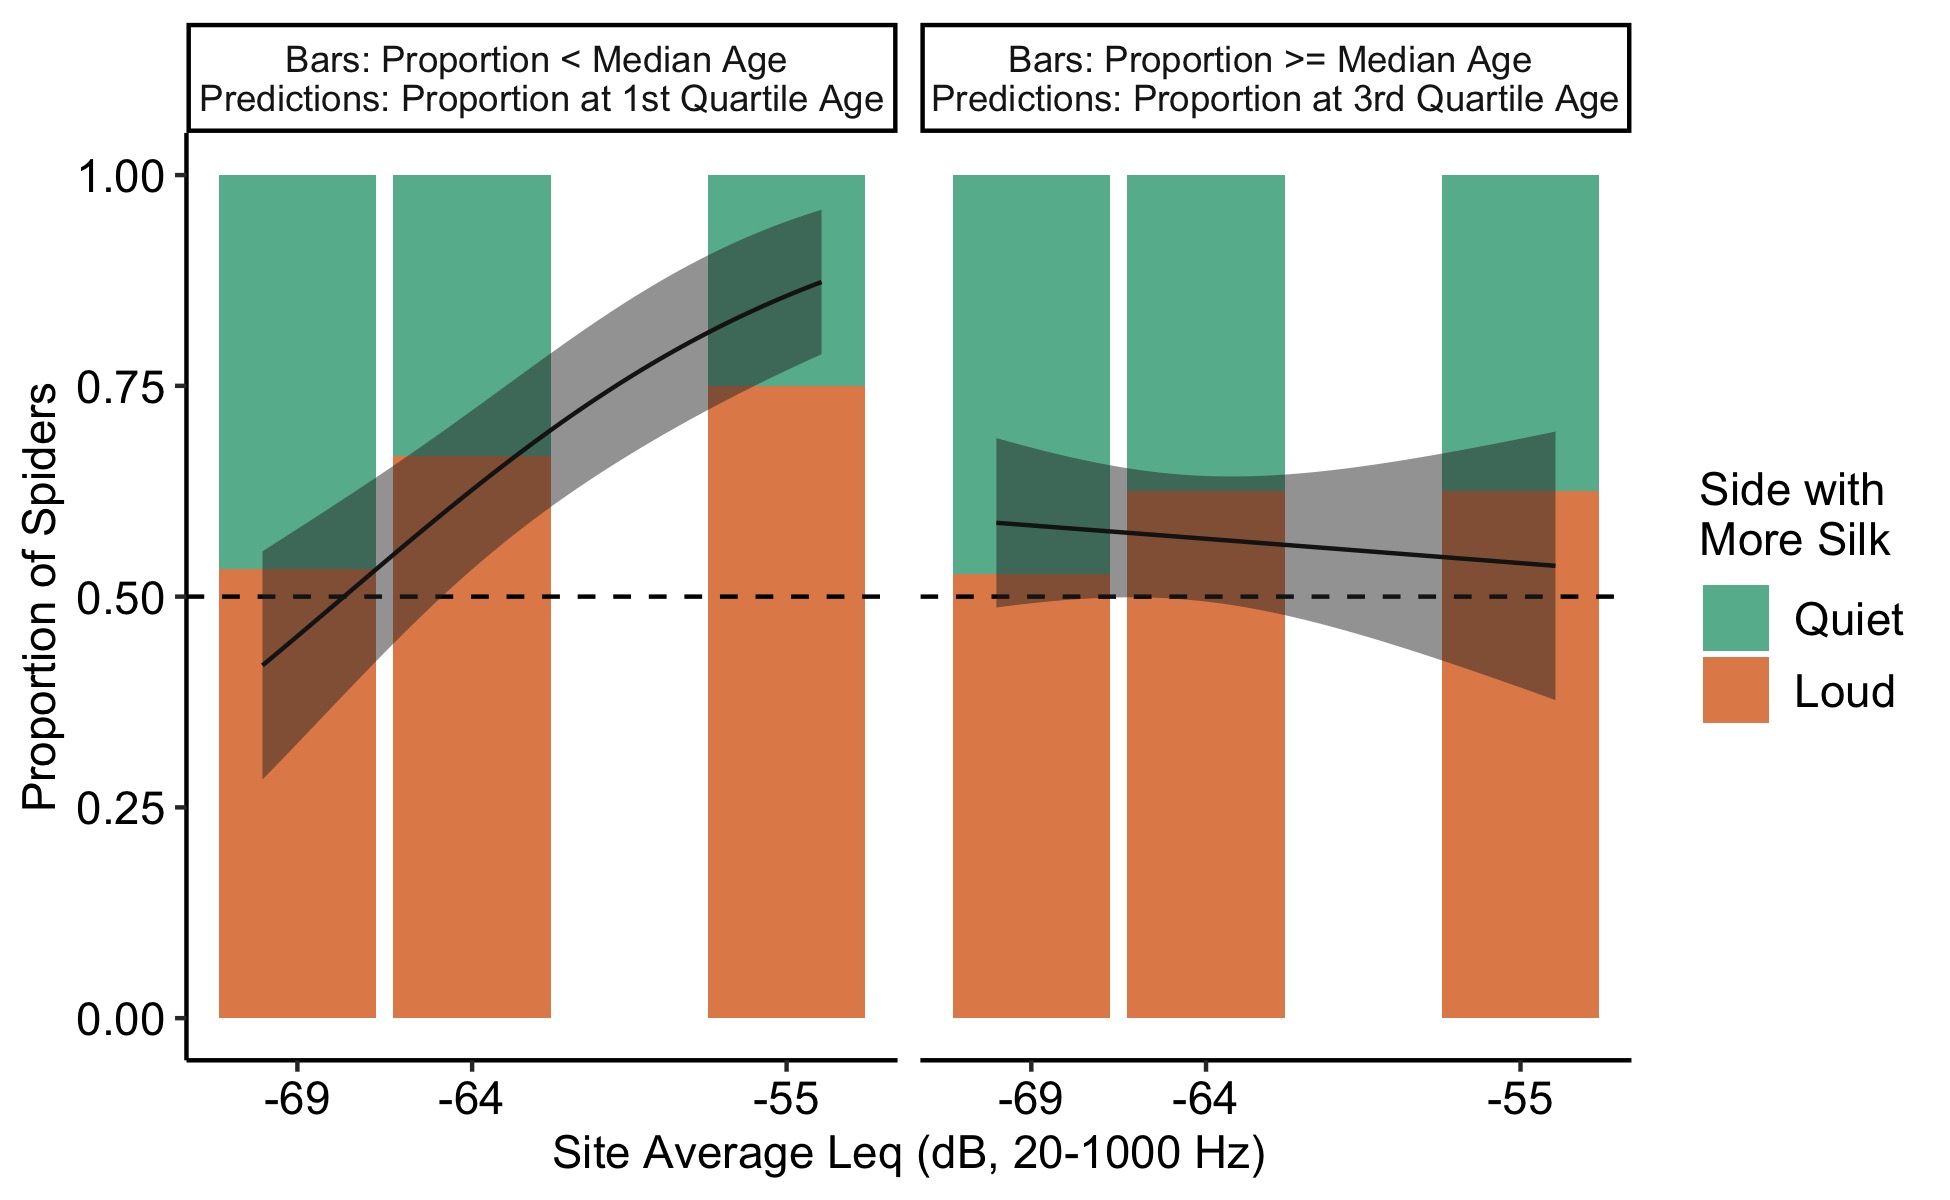 Bars: Proportion < Median Age
Predictions: Proportion at 1st Quartile Age
Bars: Proportion >= Median Age
Predictions: Proportion at 3rd Quartile Age
Proportion of Spiders
1.00
0.75
0.50
0.25
0.00
-69 -64 -55
-69 -64 -55
Site Average Leq (dB, 20-1000 Hz)
Side with
More Silk
Quiet
Loud